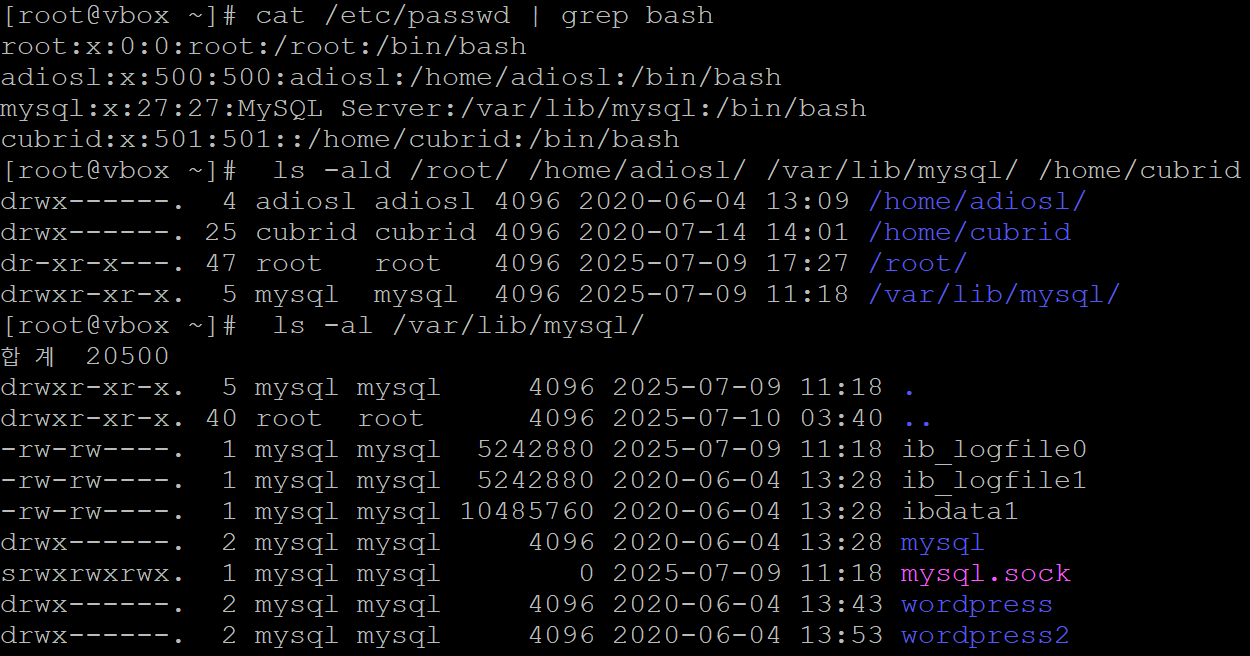 [root@vbox ~]# cat /etc/passwd | grep bash
root:x:0:0:root:/root:/bin/bash
adiosl:x:500:500:adiosl:/home/adiosl:/bin/bash
mysql:x:27:27:MySQL Server:/var/lib/mysql:/bin/bash
cubrid:x:501:501::/home/cubrid:/bin/bash
[root@vbox ~]#  ls -ald /root/ /home/adiosl/ /var/lib/mysql/ /home/cubrid
drwx------.  4 adiosl adiosl 4096 2020-06-04 13:09 /home/adiosl/
drwx------. 25 cubrid cubrid 4096 2020-07-14 14:01 /home/cubrid
dr-xr-x---. 47 root   root   4096 2025-07-09 17:27 /root/
drwxr-xr-x.  5 mysql  mysql  4096 2025-07-09 11:18 /var/lib/mysql/
[root@vbox ~]#  ls -al /var/lib/mysql/
합계  20500
drwxr-xr-x.  5 mysql mysql     4096 2025-07-09 11:18 .
drwxr-xr-x. 40 root  root      4096 2025-07-10 03:40 ..
-rw-rw----.  1 mysql mysql  5242880 2025-07-09 11:18 ib_logfile0
-rw-rw----.  1 mysql mysql  5242880 2020-06-04 13:28 ib_logfile1
-rw-rw----.  1 mysql mysql 10485760 2020-06-04 13:28 ibdata1
drwx------.  2 mysql mysql     4096 2020-06-04 13:28 mysql
srwxrwxrwx.  1 mysql mysql        0 2025-07-09 11:18 mysql.sock
drwx------.  2 mysql mysql     4096 2020-06-04 13:43 wordpress
drwx------.  2 mysql mysql     4096 2020-06-04 13:53 wordpress2